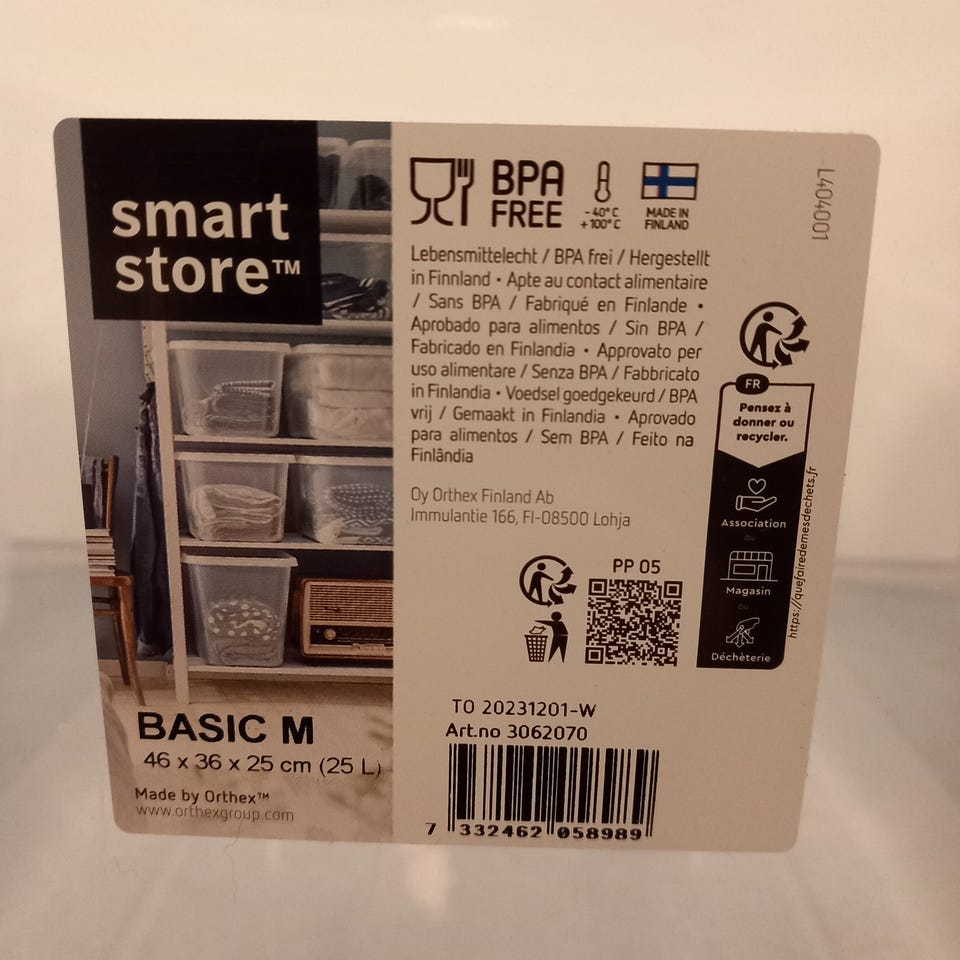 smart
store™
BASIC M
46 x 36 x 25 cm (25 L)
Made by Orthex™
www.orthexgroup.com
BPA
FREE
- 40° C
+ 100° C
MADE IN
FINLAND
Lebensmittelecht / BPA frei / Hergestellt
in Finnland • Apte au contact alimentaire
/ Sans BPA / Fabriqué en Finlande •
Aprobado para alimentos / Sin BPA /
Fabricado en Finlandia • Approvato per
uso alimentare / Senza BPA / Fabbricato
in Finlandia • Voedsel goedgekeurd / BPA
vrij / Gemaakt in Finlandia • Aprovado
para alimentos / Sem BPA / Feito na
Finlândia
Oy Orthex Finland Ab
Immulantie 166, FI-08500 Lohja
PP 05
TO 20231201-W
Art.no 3062070
7 332462 058989
L404001
FR
Pensez à
donner ou
recycler.
Association
ou
Magasin
ou
Déchèterie
https://quefairedemesdechets.fr